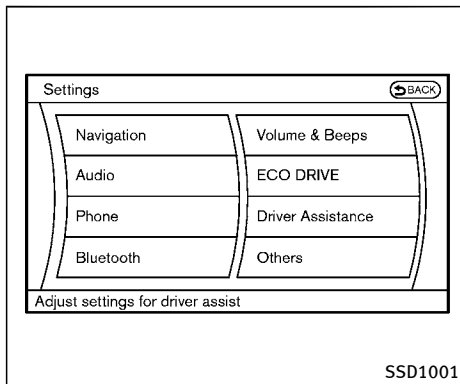 Settings
BACK
Navigation
Volume & Beeps
Audio
ECO DRIVE
Phone
Driver Assistance
Bluetooth
Others
Adjust settings for driver assist
SSD1001